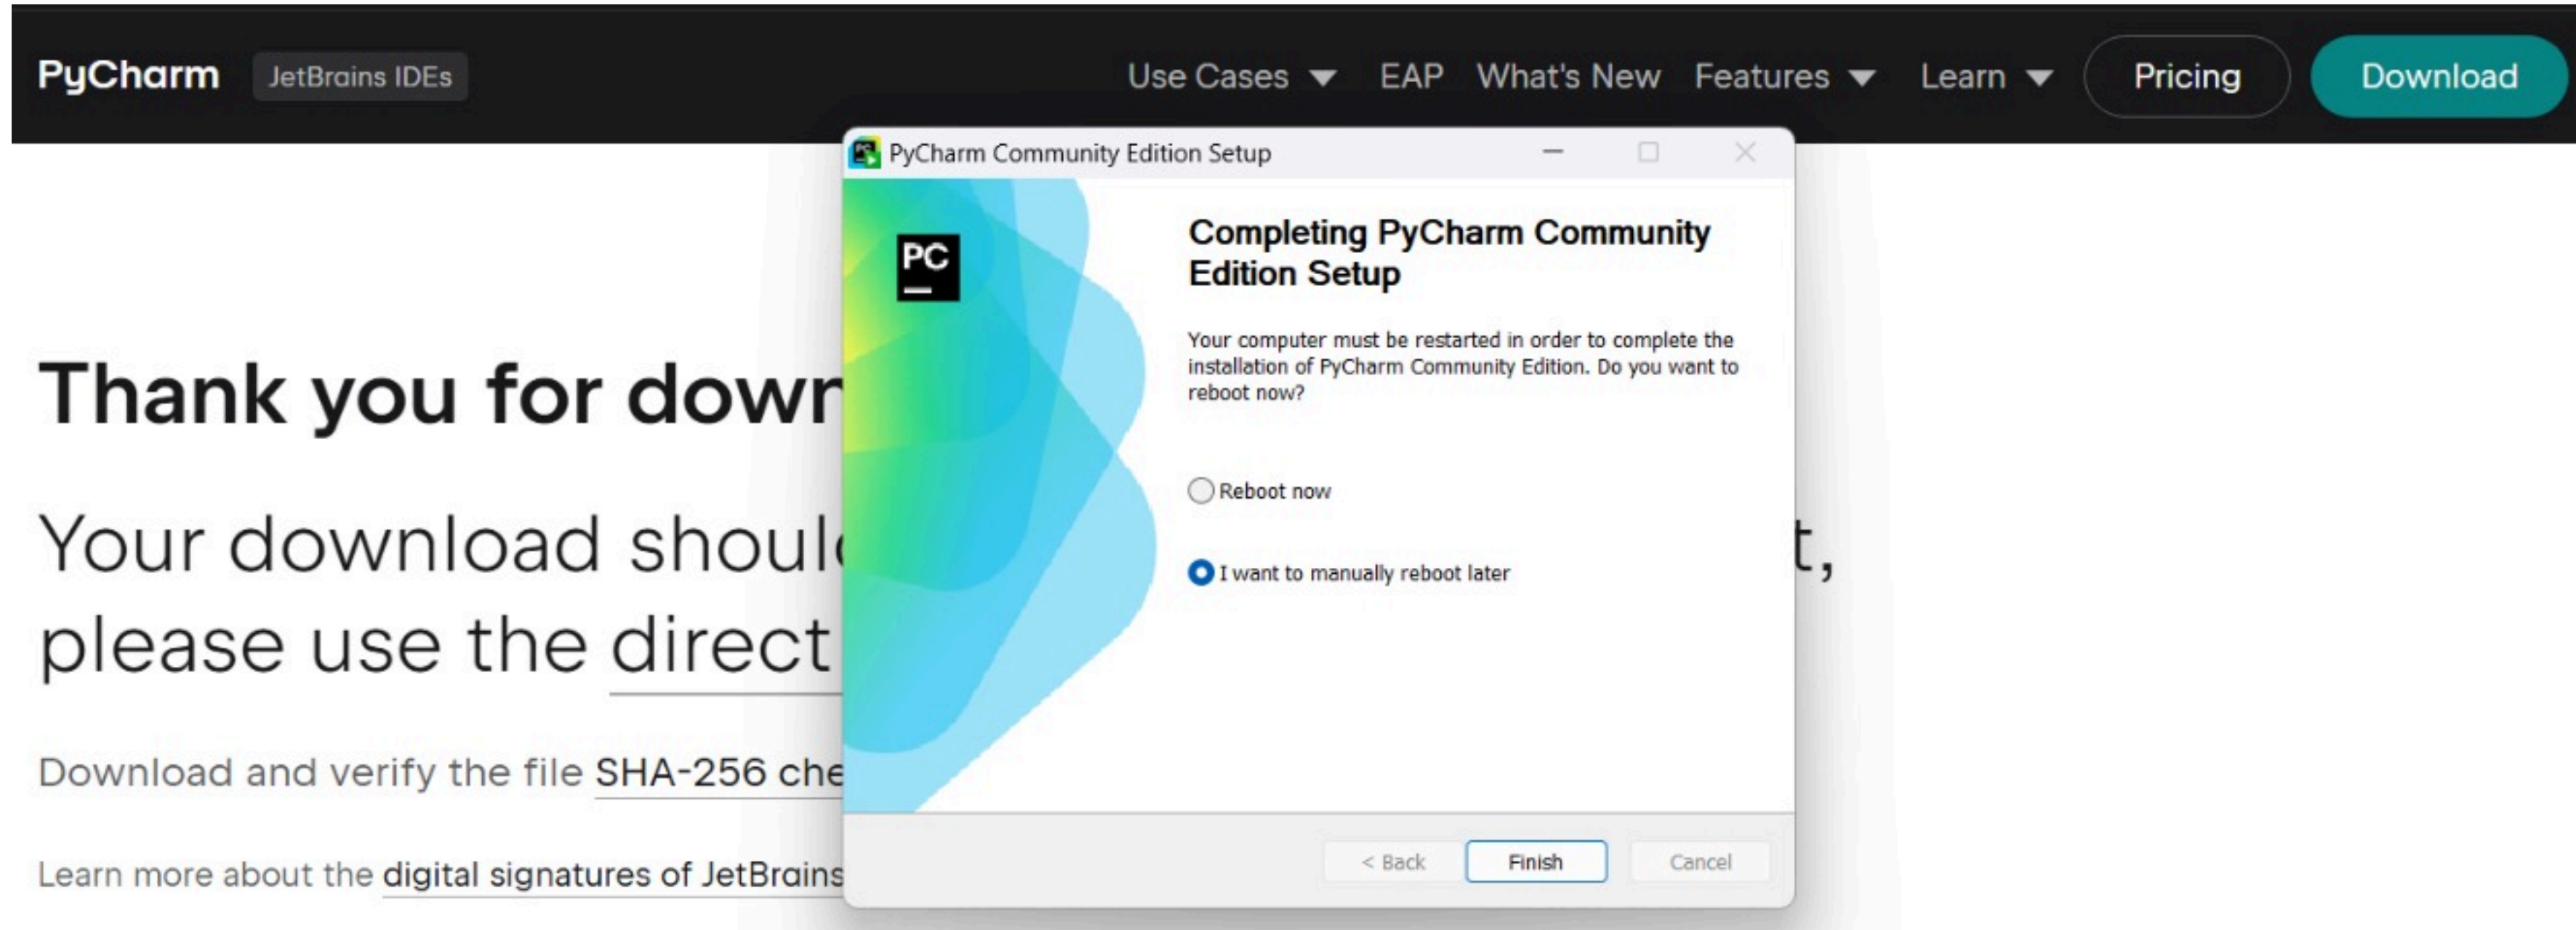 PyCharm JetBrains IDEs Use Cases EAP What's New Features Learn Pricing Download
PyCharm Community Edition Setup
PC
Completing PyCharm Community
Edition Setup
Your computer must be restarted in order to complete the
installation of PyCharm Community Edition. Do you want to
reboot now?
Reboot now
I want to manually reboot later
< Back Finish Cancel
Thank you for down
Your download should t,
please use the direct
Download and verify the file SHA-256 che
Learn more about the digital signatures of JetBrains